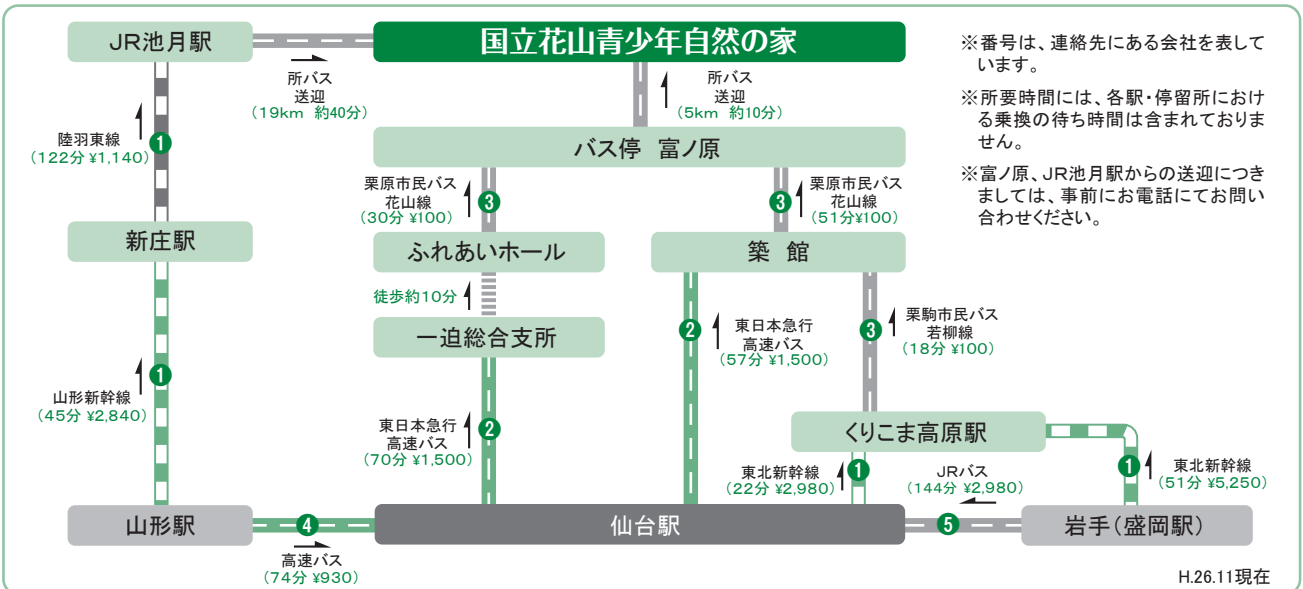 JR池月駅
国立花山青少年自然の家
所バス
送迎
(19km 約40分)
所バス
送迎
(5km 約10分)
※番号は、連絡先にある会社を表して
います。
※所要時間には、各駅・停留所におけ
る乗換の待ち時間は含まれておりま
せん。
※富ノ原、JR池月駅からの送迎につき
ましては、事前にお電話にてお問い
合わせください。
陸羽東線
(122分 ¥1,140)
1
バス停 富ノ原
栗原市民バス
花山線
(30分 ¥100)
3
3
栗原市民バス
花山線
(51分¥100)
新庄駅
ふれあいホール
築 館
徒歩約10分
一迫総合支所
2
東日本急行
高速バス
(57分 ¥1,500)
3
栗駒市民バス
若柳線
(18分 ¥100)
山形新幹線
(45分 ¥2,840)
1
東日本急行
高速バス
(70分 ¥1,500)
2
くりこま高原駅
東北新幹線
(22分 ¥2,980)
1
JRバス
(144分 ¥2,980)
1
東北新幹線
(51分 ¥5,250)
山形駅
4
高速バス
(74分 ¥930)
仙台駅
5
岩手(盛岡駅)
H.26.11現在